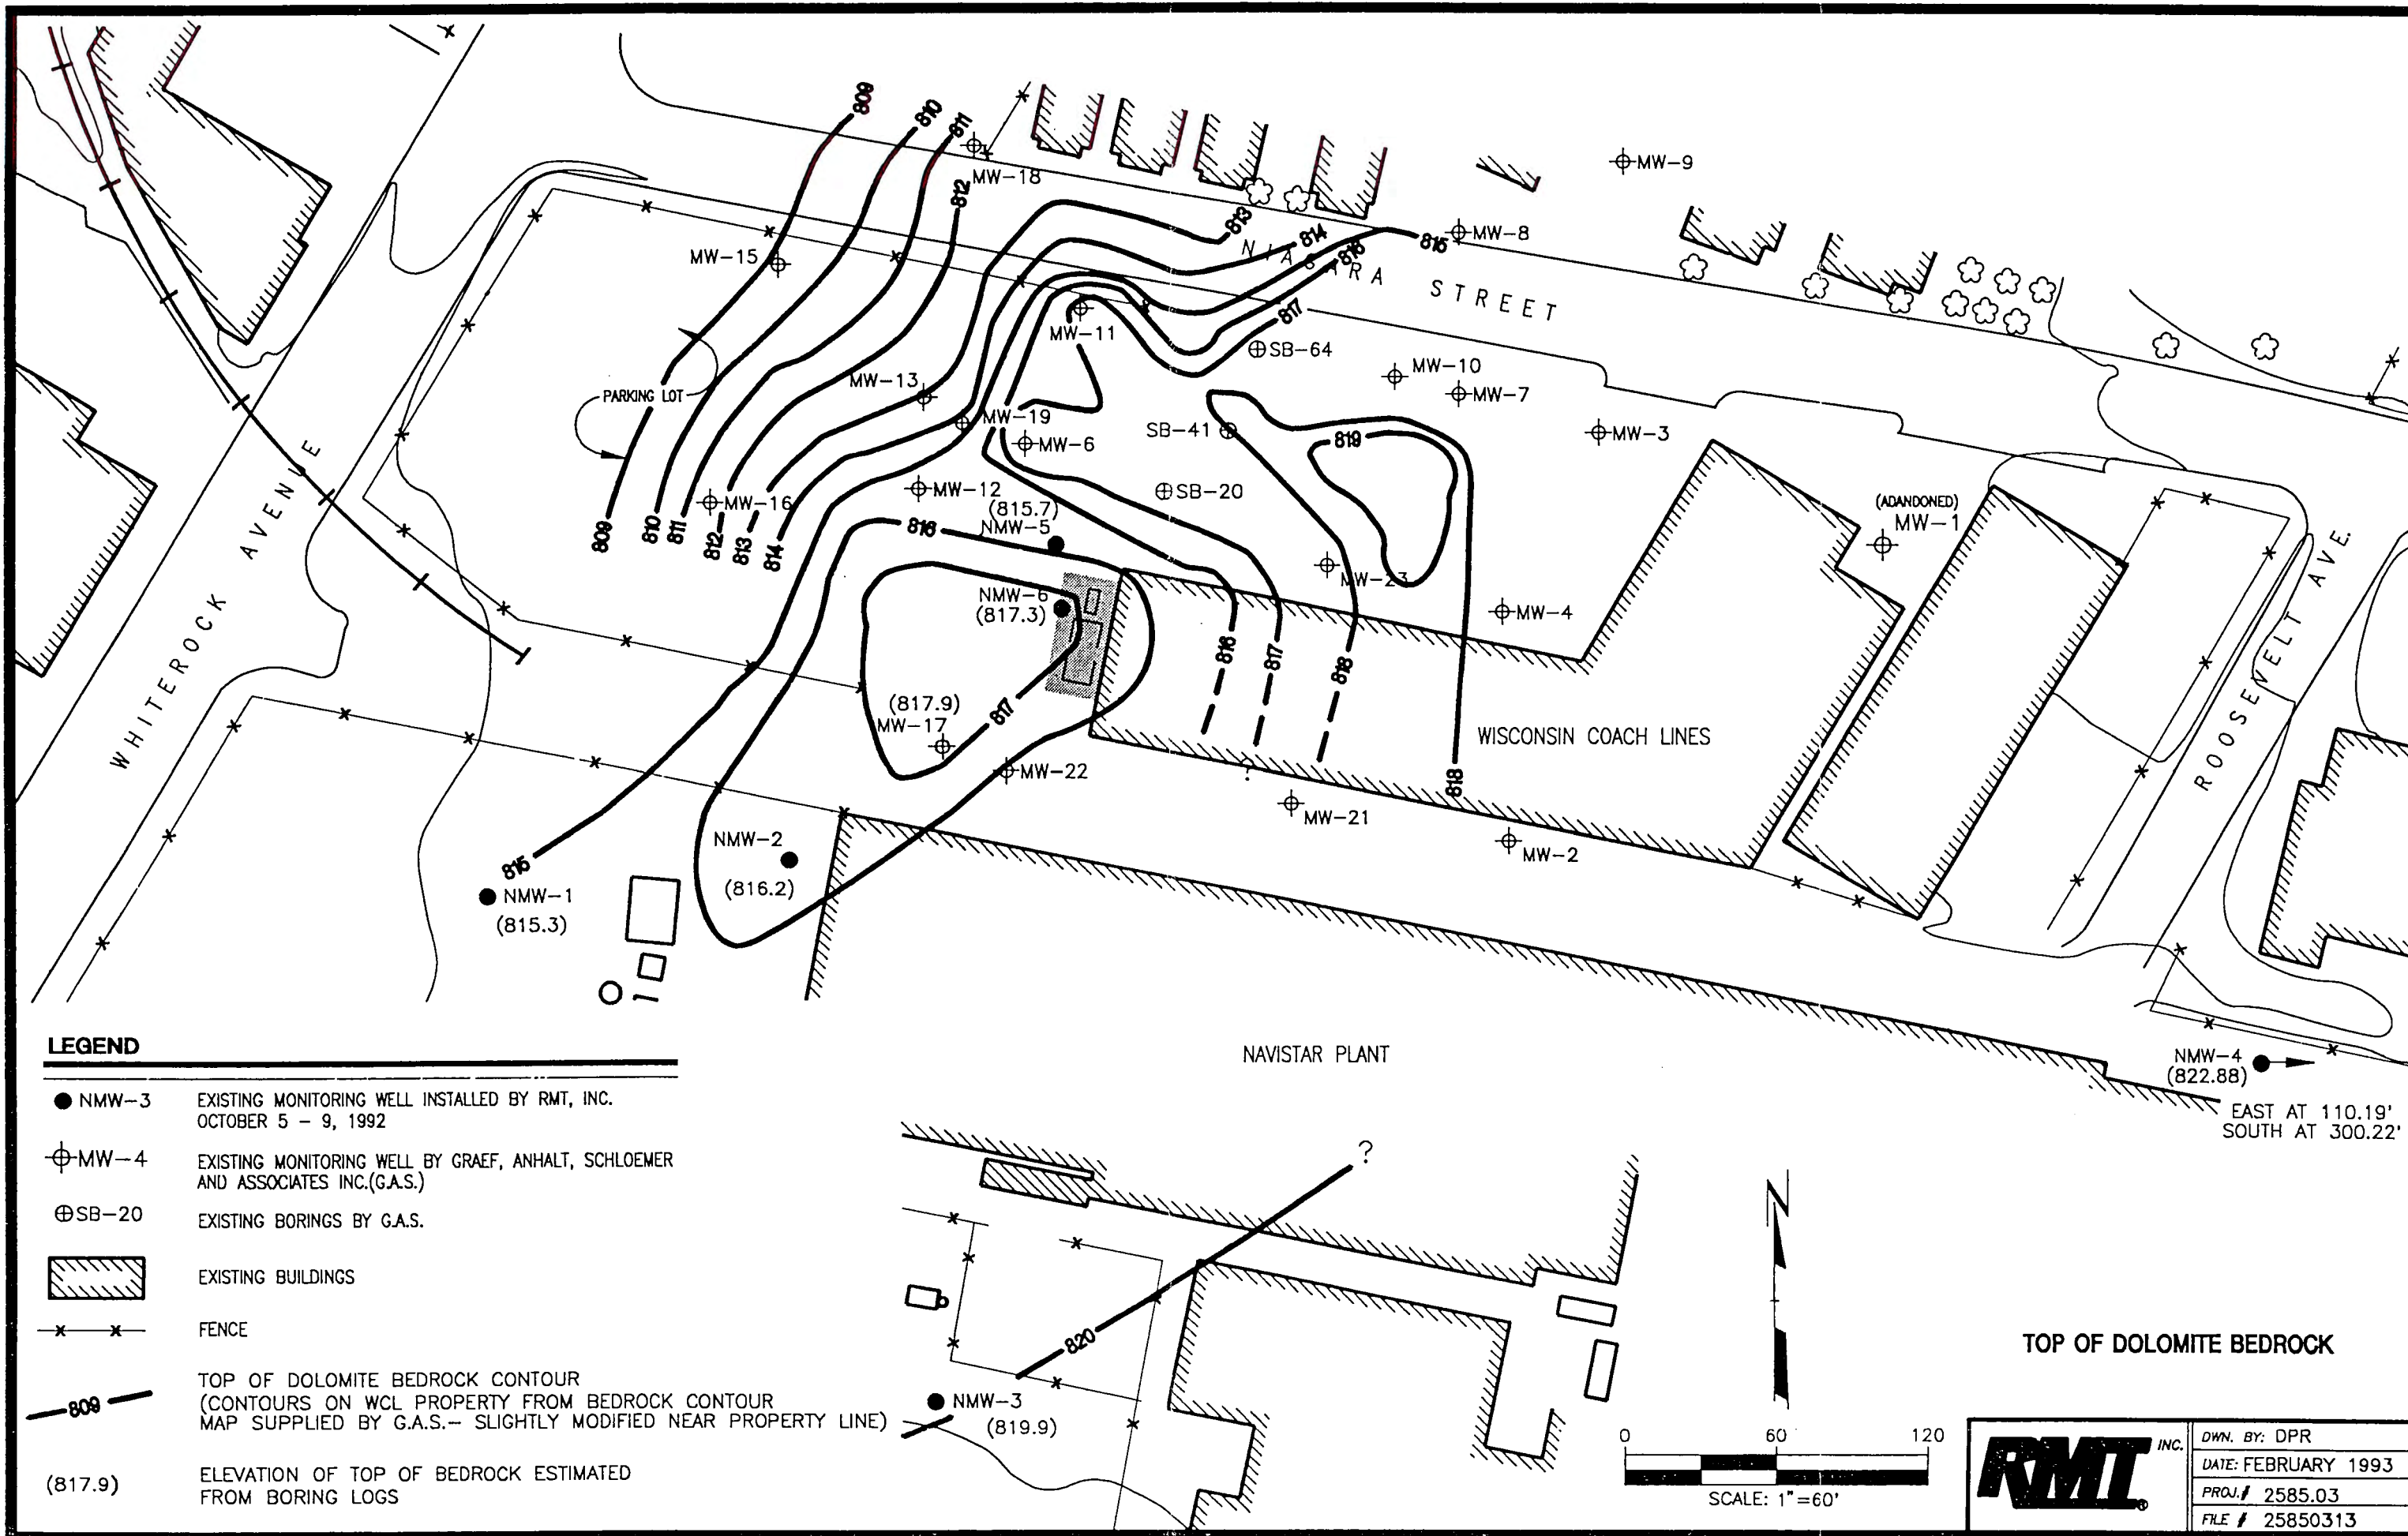 809
810
811
812
813
814
815
816
817
MW-18
MW-9
MW-8
MW-15
NIAGARA STREET
MW-11
SB-64
MW-10
MW-7
MW-3
PARKING LOT
MW-13
MW-19
MW-6
SB-41
819
SB-20
MW-16
MW-12
(815.7)
NMW-5
816
(ADANDONED)
MW-1
809
810
811
812
813
814
WHITEROCK AVENUE
ROOSEVELT AVE.
NMW-6
(817.3)
MW-23
MW-4
816
817
818
(817.9)
MW-17
817
MW-22
WISCONSIN COACH LINES
?
818
MW-21
MW-2
815
NMW-2
(816.2)
NMW-1
(815.3)
NAVISTAR PLANT
NMW-4
(822.88)
EAST AT 110.19'
SOUTH AT 300.22'
?
820
NMW-3
(819.9)
LEGEND
NMW-3 EXISTING MONITORING WELL INSTALLED BY RMT, INC.
OCTOBER 5 - 9, 1992
MW-4 EXISTING MONITORING WELL BY GRAEF, ANHALT, SCHLOEMER
AND ASSOCIATES INC.(G.A.S.)
SB-20 EXISTING BORINGS BY G.A.S.
EXISTING BUILDINGS
x x FENCE
809 TOP OF DOLOMITE BEDROCK CONTOUR
(CONTOURS ON WCL PROPERTY FROM BEDROCK CONTOUR
MAP SUPPLIED BY G.A.S.- SLIGHTLY MODIFIED NEAR PROPERTY LINE)
(817.9) ELEVATION OF TOP OF BEDROCK ESTIMATED
FROM BORING LOGS
N
0 60 120
SCALE: 1"=60'
TOP OF DOLOMITE BEDROCK
RMT INC.
®
DWN. BY: DPR
DATE: FEBRUARY 1993
PROJ.# 2585.03
FILE # 25850313